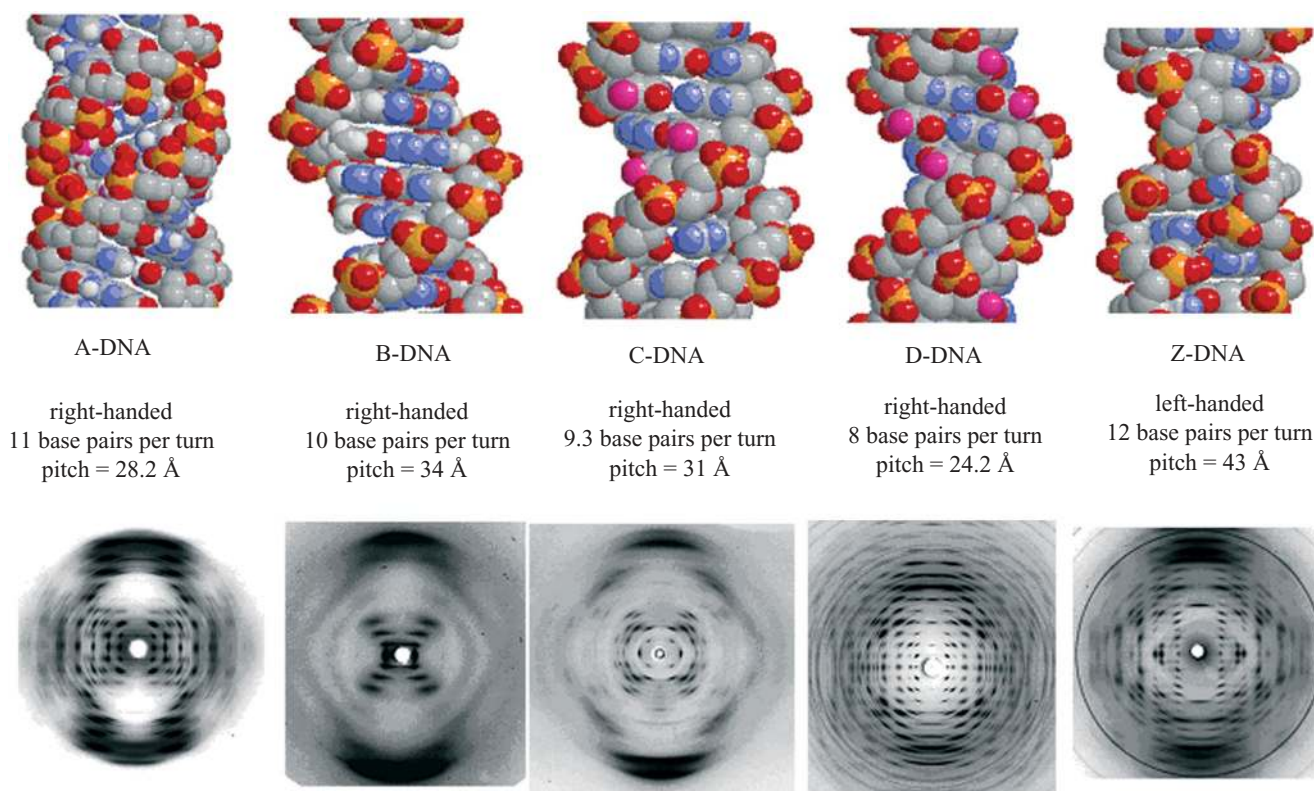 A-DNA
right-handed
11 base pairs per turn
pitch = 28.2 Å
B-DNA
right-handed
10 base pairs per turn
pitch = 34 Å
C-DNA
right-handed
9.3 base pairs per turn
pitch = 31 Å
D-DNA
right-handed
8 base pairs per turn
pitch = 24.2 Å
Z-DNA
left-handed
12 base pairs per turn
pitch = 43 Å